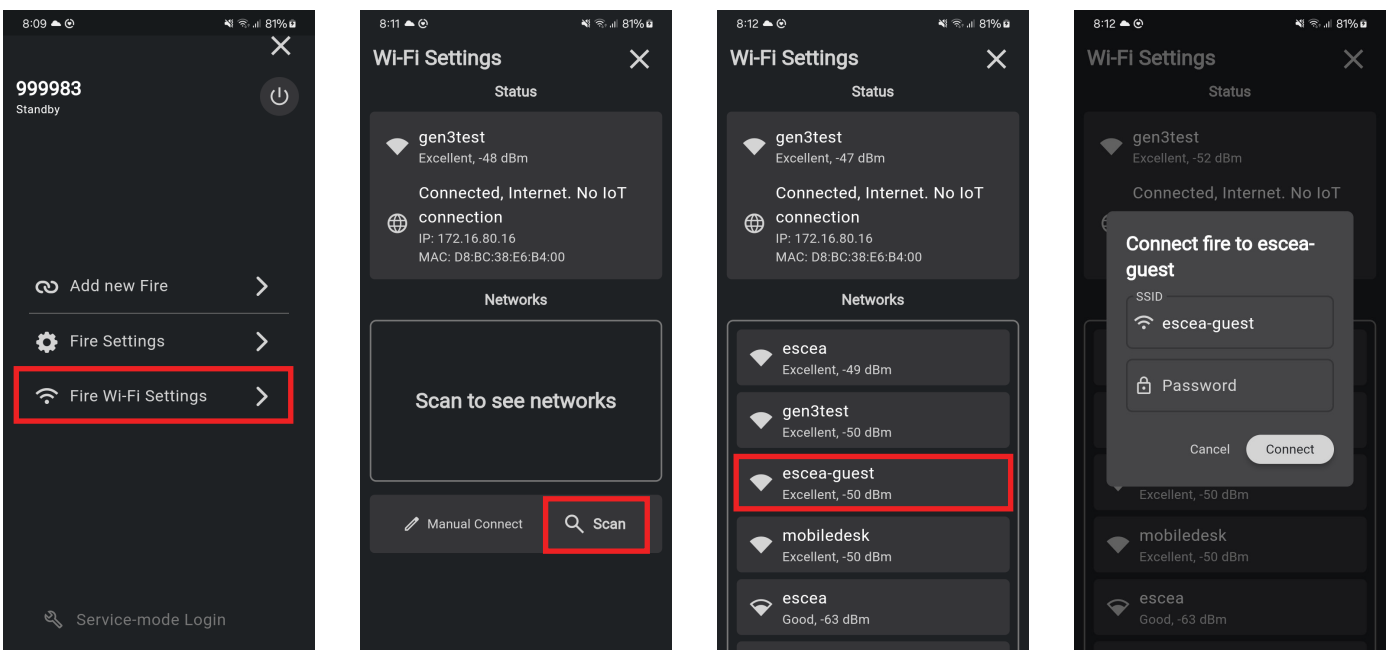 8:09
81%
999983
Standby
Add new Fire
Fire Settings
Fire Wi-Fi Settings
Service-mode Login
8:11
81%
Wi-Fi Settings
Status
gen3test
Excellent, -48 dBm
Connected, Internet. No IoT
connection
IP: 172.16.80.16
MAC: D8:BC:38:E6:B4:00
Networks
Scan to see networks
Manual Connect
Scan
8:12
81%
Wi-Fi Settings
Status
gen3test
Excellent, -47 dBm
Connected, Internet. No IoT
connection
IP: 172.16.80.16
MAC: D8:BC:38:E6:B4:00
Networks
escea
Excellent, -49 dBm
gen3test
Excellent, -50 dBm
escea-guest
Excellent, -50 dBm
mobiledesk
Excellent, -50 dBm
escea
Good, -63 dBm
8:12
81%
Wi-Fi Settings
Status
gen3test
Excellent, -52 dBm
Connected, Internet. No IoT
Connect fire to escea-
guest
SSID
escea-guest
Password
Cancel
Connect
Excellent, -50 dBm
mobiledesk
Excellent, -50 dBm
escea
Good, -63 dBm